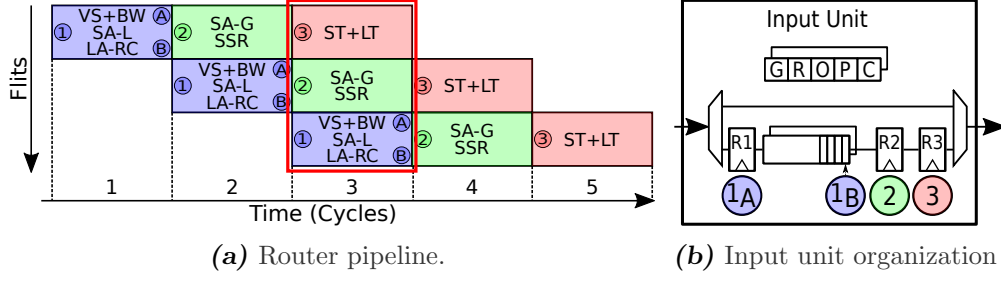 VS+BW A
1 SA-L
LA-RC B
2 SA-G
SSR
3 ST+LT
VS+BW A
1 SA-L
LA-RC B
2 SA-G
SSR
3 ST+LT
VS+BW A
1 SA-L
LA-RC B
2 SA-G
SSR
3 ST+LT
Flits
1 2 3 4 5
Time (Cycles)
(a) Router pipeline.
Input Unit
G R O P C
R1 R2 R3
1A 1B 2 3
(b) Input unit organization